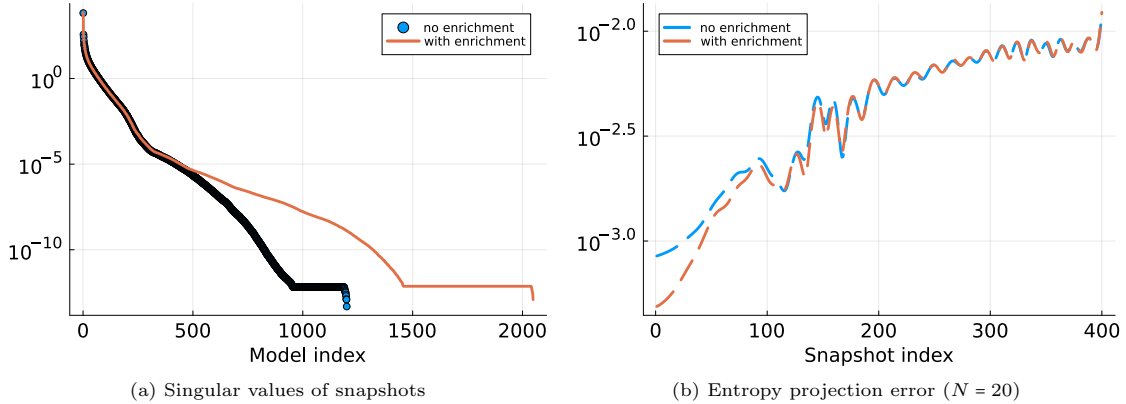 no enrichment
with enrichment
10^0
10^-5
10^-10
0 500 1000 1500 2000
Model index
(a) Singular values of snapshots
no enrichment
with enrichment
10^-2.0
10^-2.5
10^-3.0
0 100 200 300 400
Snapshot index
(b) Entropy projection error (N = 20)